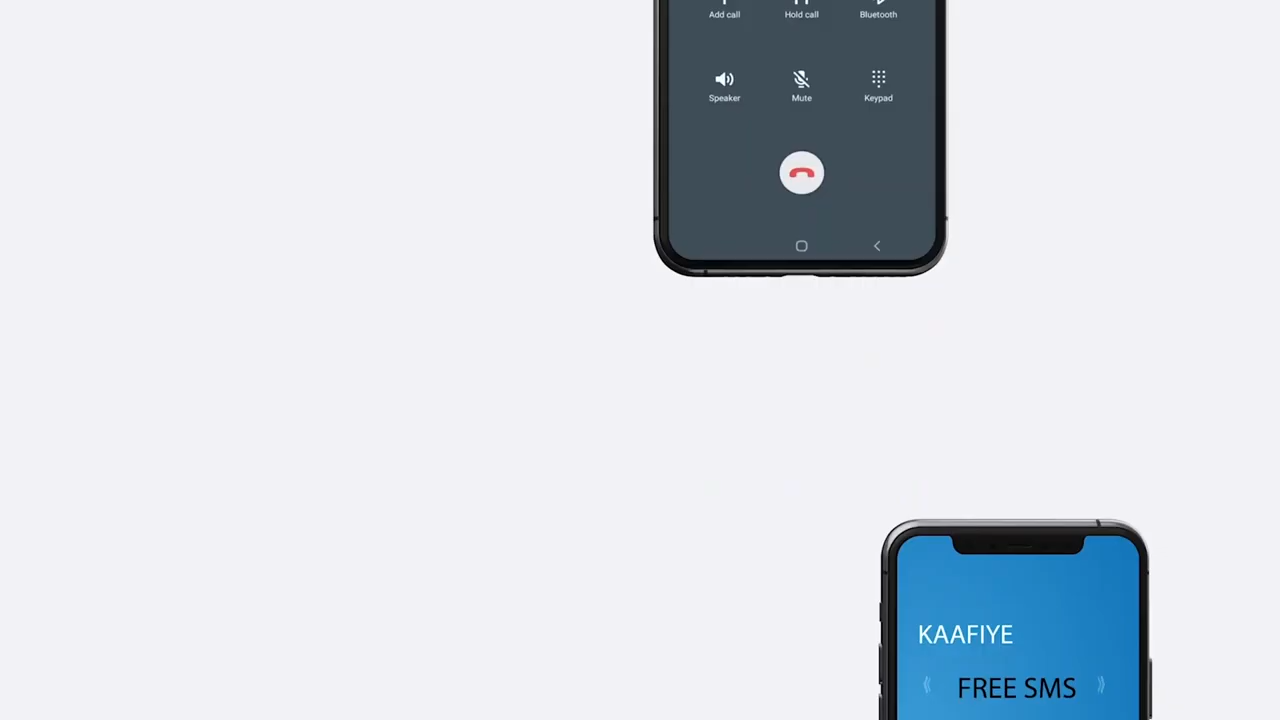 Add call Hold call Bluetooth
Speaker Mute Keypad
KAAFIYE
FREE SMS